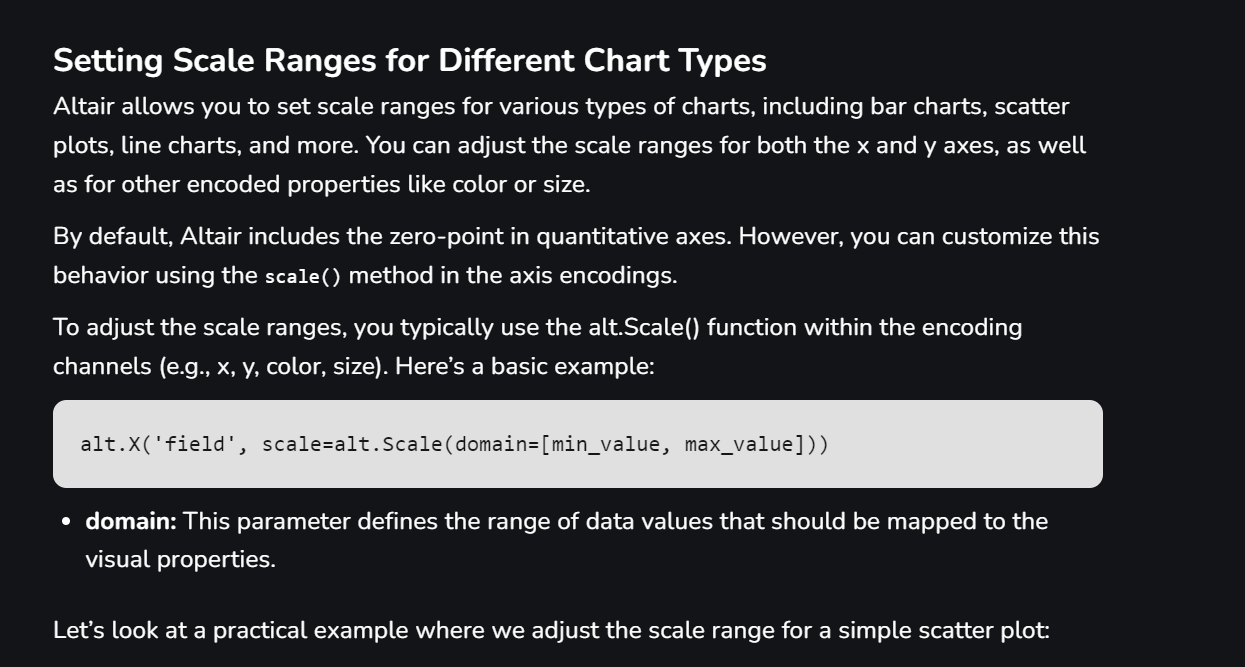 Setting Scale Ranges for Different Chart Types
Altair allows you to set scale ranges for various types of charts, including bar charts, scatter
plots, line charts, and more. You can adjust the scale ranges for both the x and y axes, as well
as for other encoded properties like color or size.
By default, Altair includes the zero-point in quantitative axes. However, you can customize this
behavior using the scale() method in the axis encodings.
To adjust the scale ranges, you typically use the alt.Scale() function within the encoding
channels (e.g., x, y, color, size). Here’s a basic example:
alt.X('field', scale=alt.Scale(domain=[min_value, max_value]))
• domain: This parameter defines the range of data values that should be mapped to the
visual properties.
Let’s look at a practical example where we adjust the scale range for a simple scatter plot: